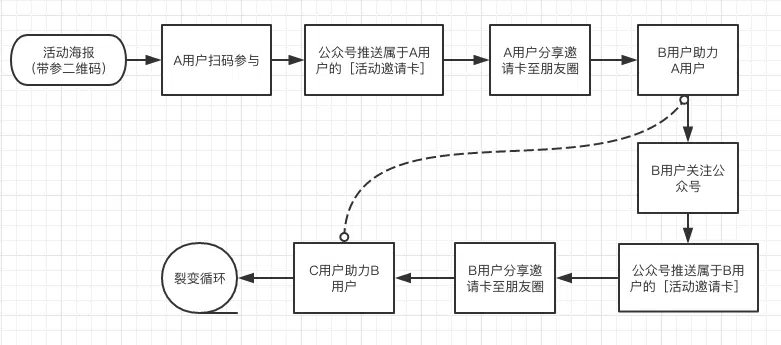 活动海报
（带参二维码）
A用户扫码参与
公众号推送属于A用
户的［活动邀请卡］
A用户分享邀
请卡至朋友圈
B用户助力
A用户
B用户关注公
众号
公众号推送属于B用
户的［活动邀请卡］
B用户分享邀
请卡至朋友圈
C用户助力B
用户
裂变循环